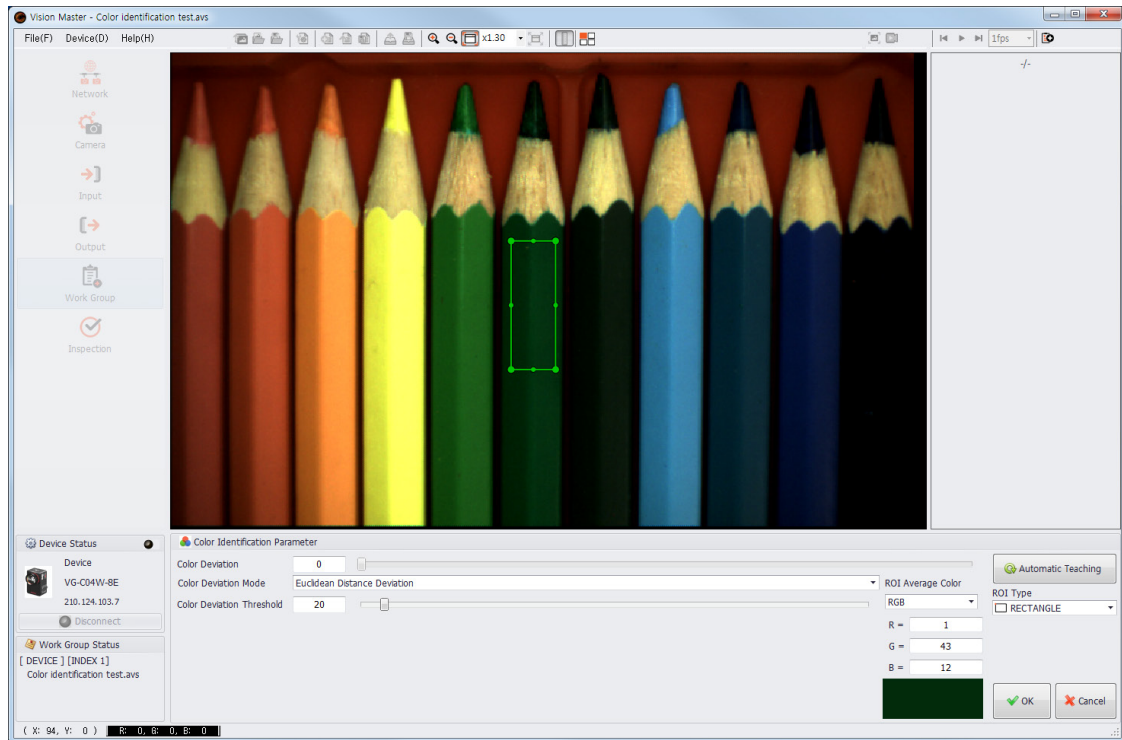 Vision Master - Color identification test.avs
File(F) Device(D) Help(H)
x1.30
1fps
Network
Camera
Input
Output
Work Group
Inspection
-/-
Device Status
Device
VG-C04W-8E
210.124.103.7
Disconnect
Work Group Status
[ DEVICE ] [INDEX 1]
Color identification test.avs
Color Identification Parameter
Color Deviation 0
Color Deviation Mode Euclidean Distance Deviation
Color Deviation Threshold 20
ROI Average Color
RGB
R = 1
G = 43
B = 12
Automatic Teaching
ROI Type
RECTANGLE
OK Cancel
( X: 94, Y: 0 ) R: 0, G: 0, B: 0